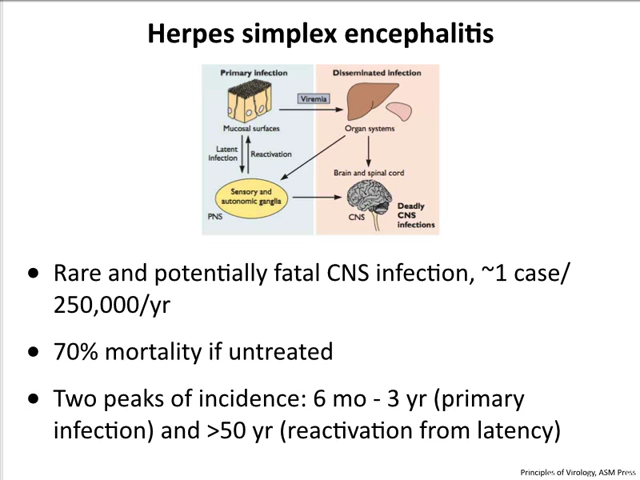 Herpes simplex encephalitis
Primary infection
Disseminated infection
Viremia
Mucosal surfaces
Organ systems
Latent
infection
Reactivation
Brain and spinal cord
Sensory and
autonomic ganglia
PNS
CNS
Deadly
CNS
infections
• Rare and potentially fatal CNS infection, ~1 case/
250,000/yr
• 70% mortality if untreated
• Two peaks of incidence: 6 mo - 3 yr (primary
infection) and >50 yr (reactivation from latency)
Principles of Virology, ASM Press